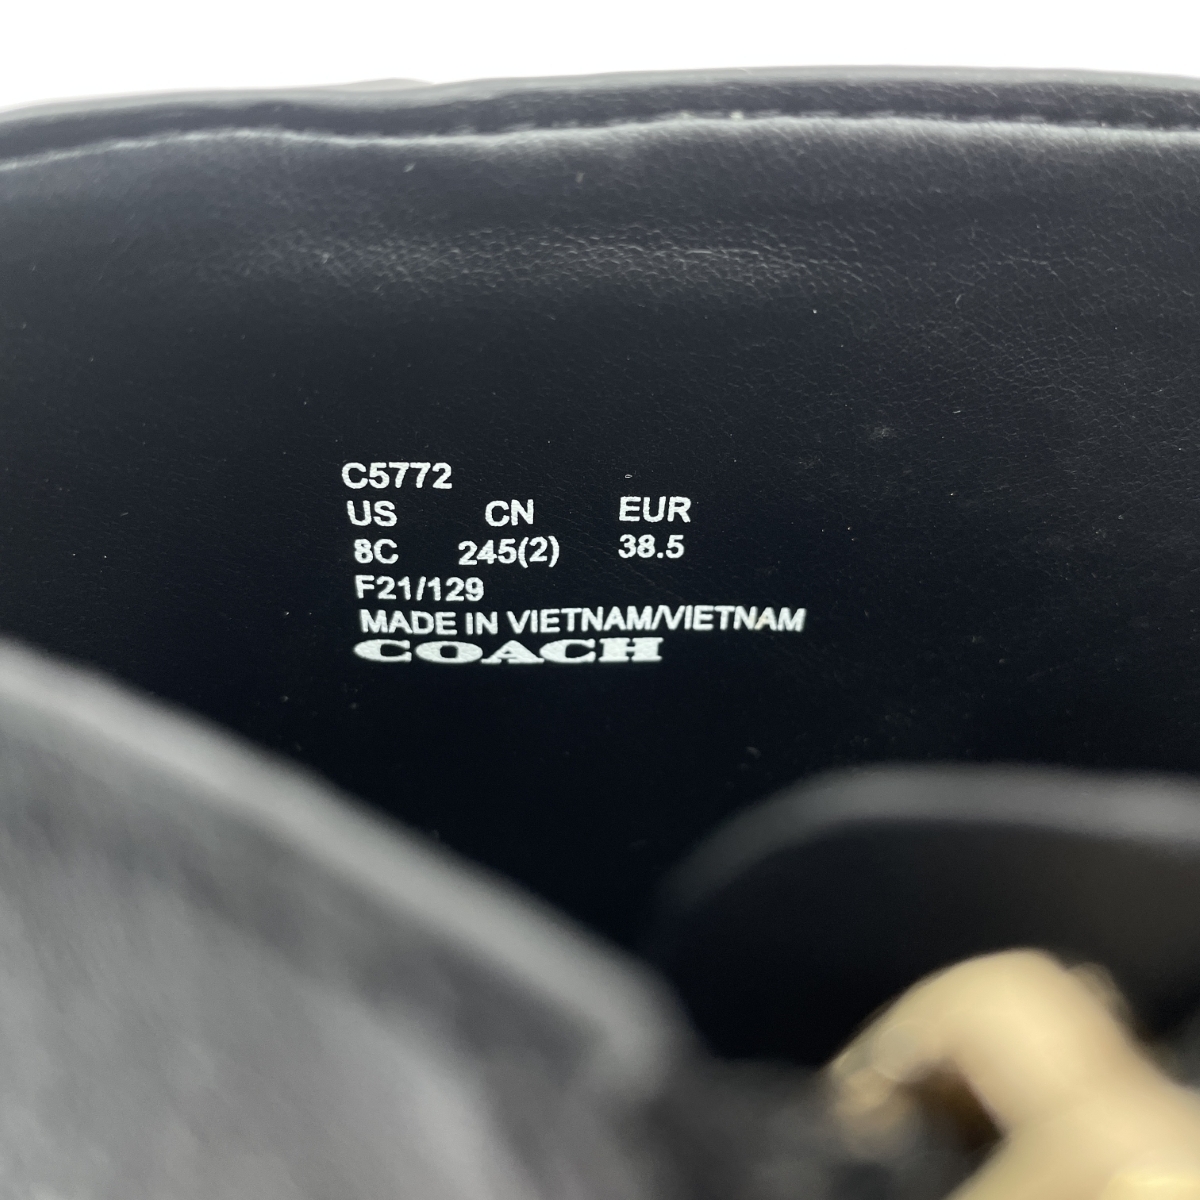 C5772
US CN EUR
8C 245(2) 38.5
F21/129
MADE IN VIETNAM/VIETNAM
COACH